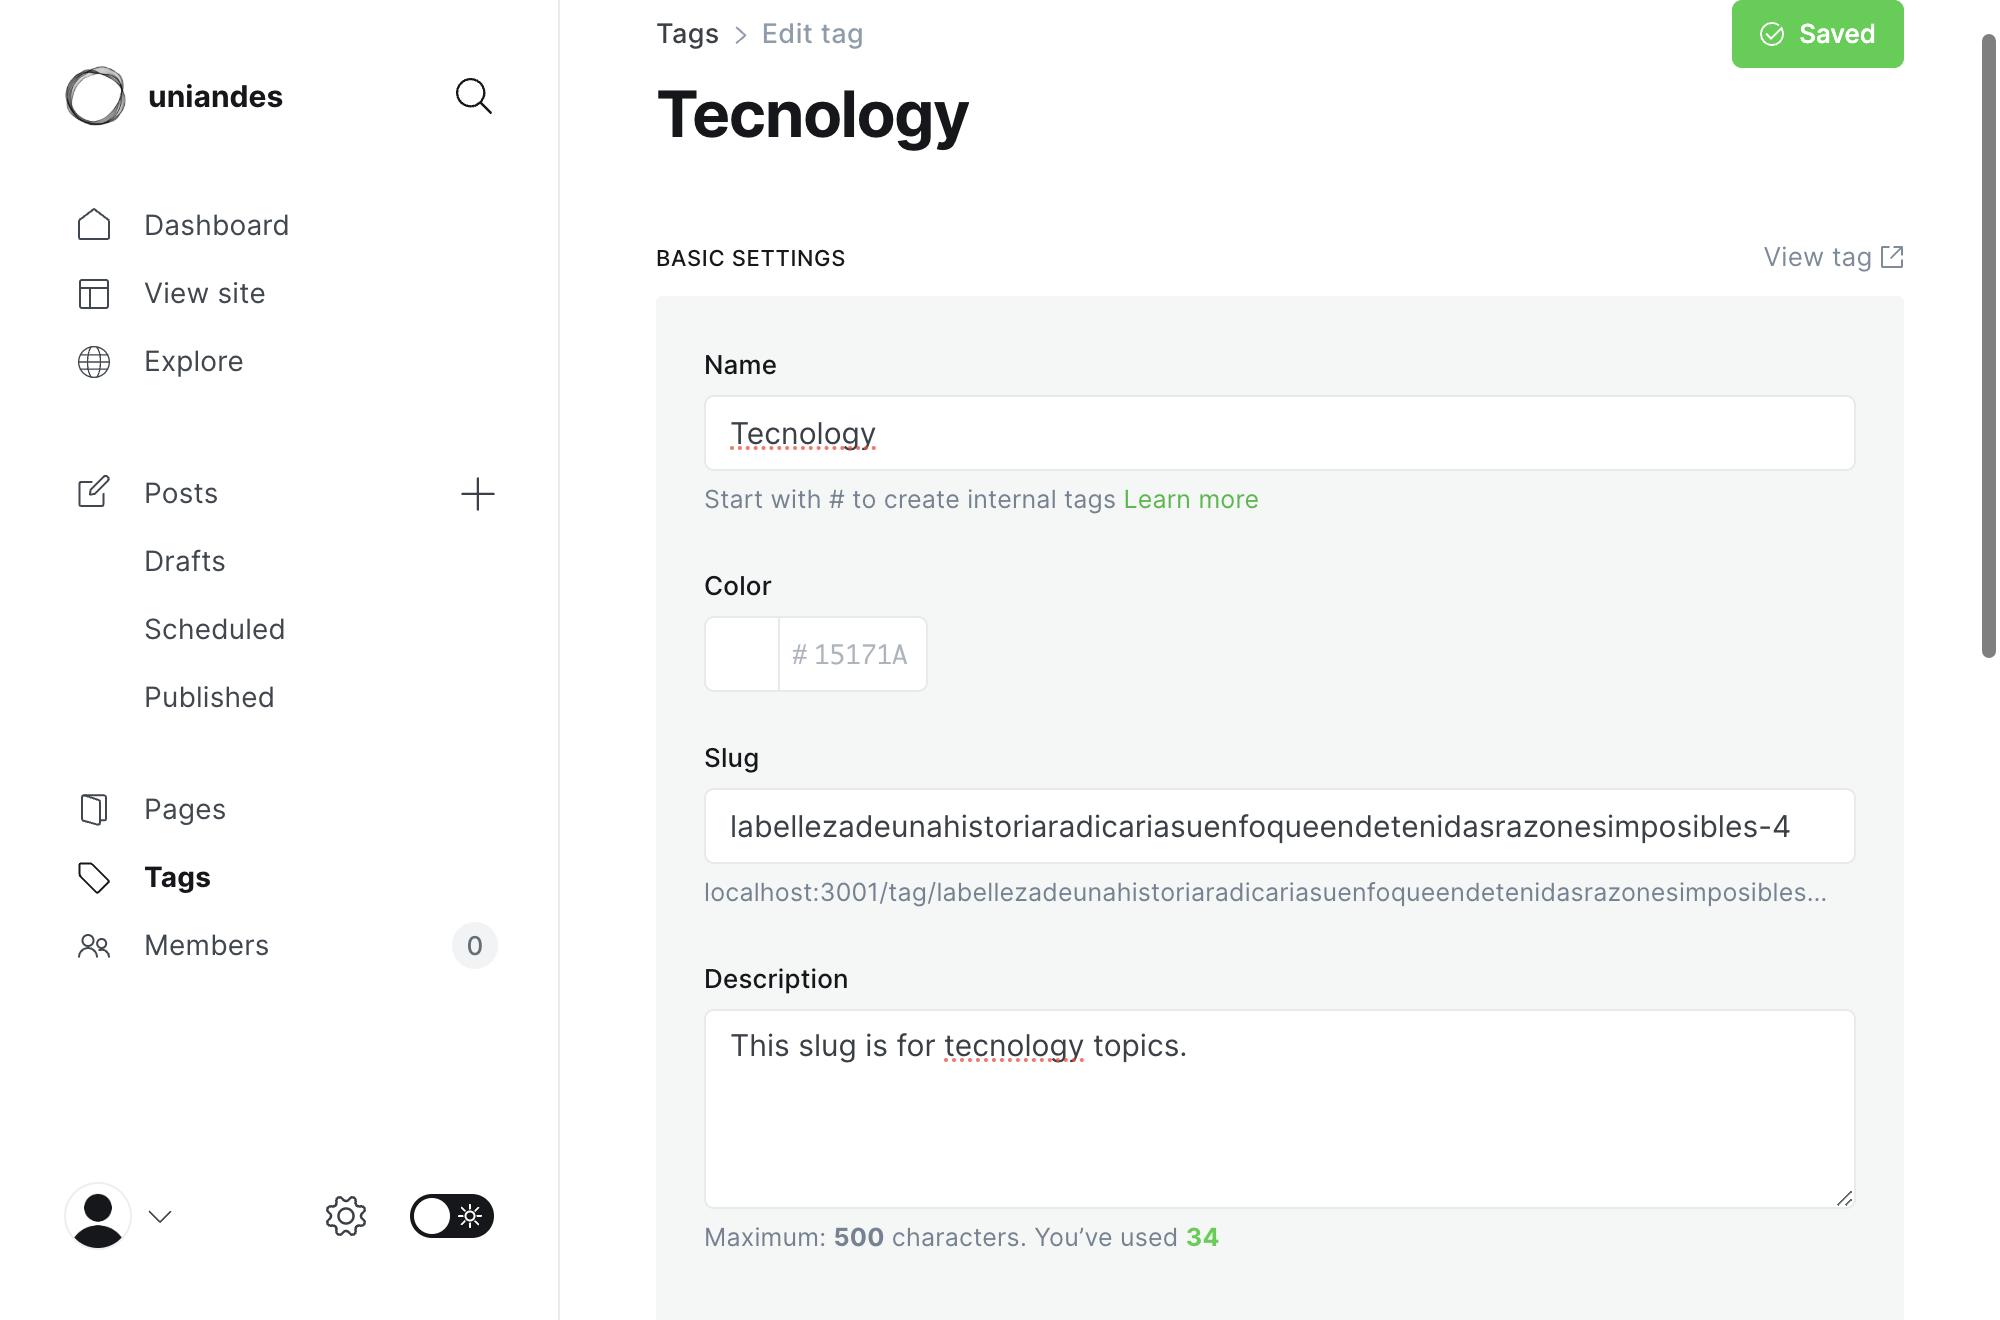 uniandes
Dashboard
View site
Explore
Posts
Drafts
Scheduled
Published
Pages
Tags
Members
0
Tags > Edit tag
Saved
Tecnology
BASIC SETTINGS
View tag
Name
Tecnology
Start with # to create internal tags Learn more
Color
# 15171A
Slug
labellezadeunahistoriaradicariasuenfoqueendetenidasrazonesimposibles-4
localhost:3001/tag/labellezadeunahistoriaradicariasuenfoqueendetenidasrazonesimposibles...
Description
This slug is for tecnology topics.
Maximum: 500 characters. You’ve used 34